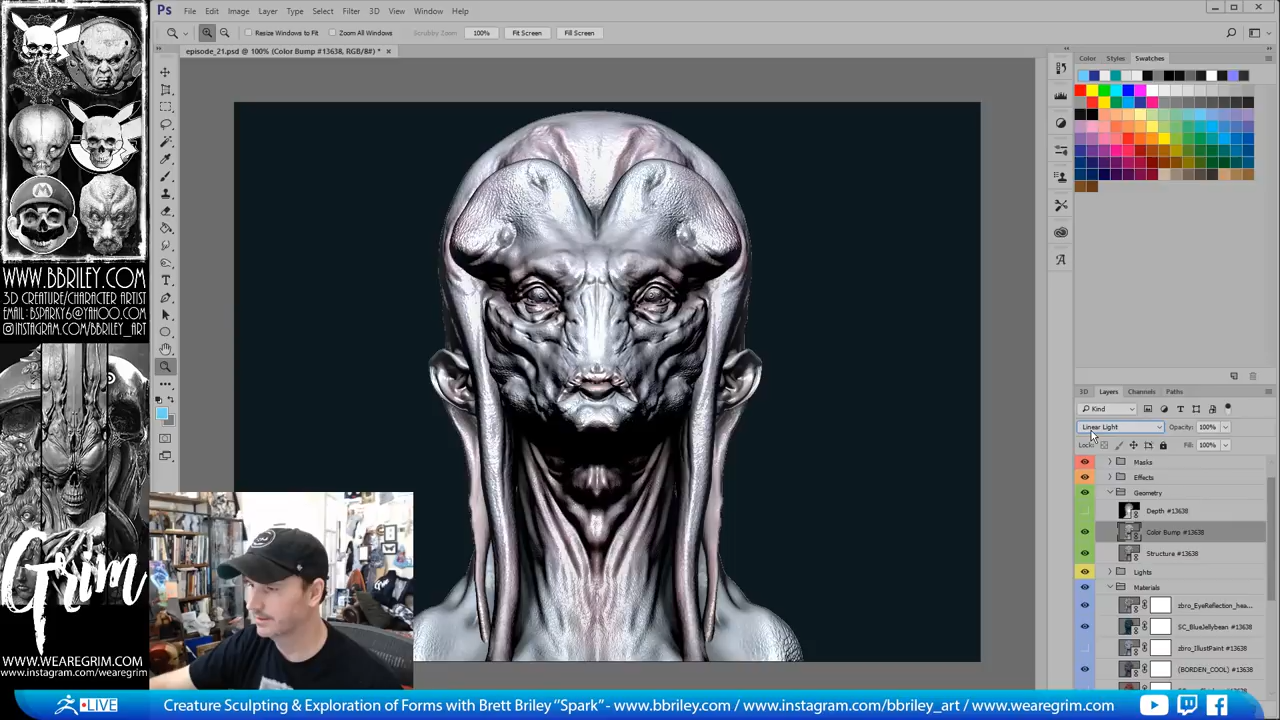 Ps File Edit Image Layer Type Select Filter 3D View Window Help
Resize Windows to Fit Zoom All Windows Scrubby Zoom 100% Fit Screen Fill Screen
episode_21.psd @ 100% (Color Bump #13638, RGB/8#) * ×
Color Styles Swatches
WWW.BBRILEY.COM
3D CREATURE/CHARACTER ARTIST
EMAIL: BSPARKY6@YAHOO.COM
INSTAGRAM.COM/BBRILEY_ART
Grim
WWW.WEAREGRIM.COM
www.instagram.com/wearegrim
3D Layers Channels Paths
Kind
Linear Light Opacity: 100%
Lock: Fill: 100%
Masks
Effects
Geometry
Depth #13638
Color Bump #13638
Structure #13638
Lights
Materials
zbro_EyeReflection_hea...
SC_BlueJellybean #13638
zbro_IllustPaint #13638
(BORDEN_COOL) #13638
LIVE Creature Sculpting & Exploration of Forms with Brett Briley "Spark" - www.bbriley.com / www.instagram.com/bbriley_art / www.wearegrim.com